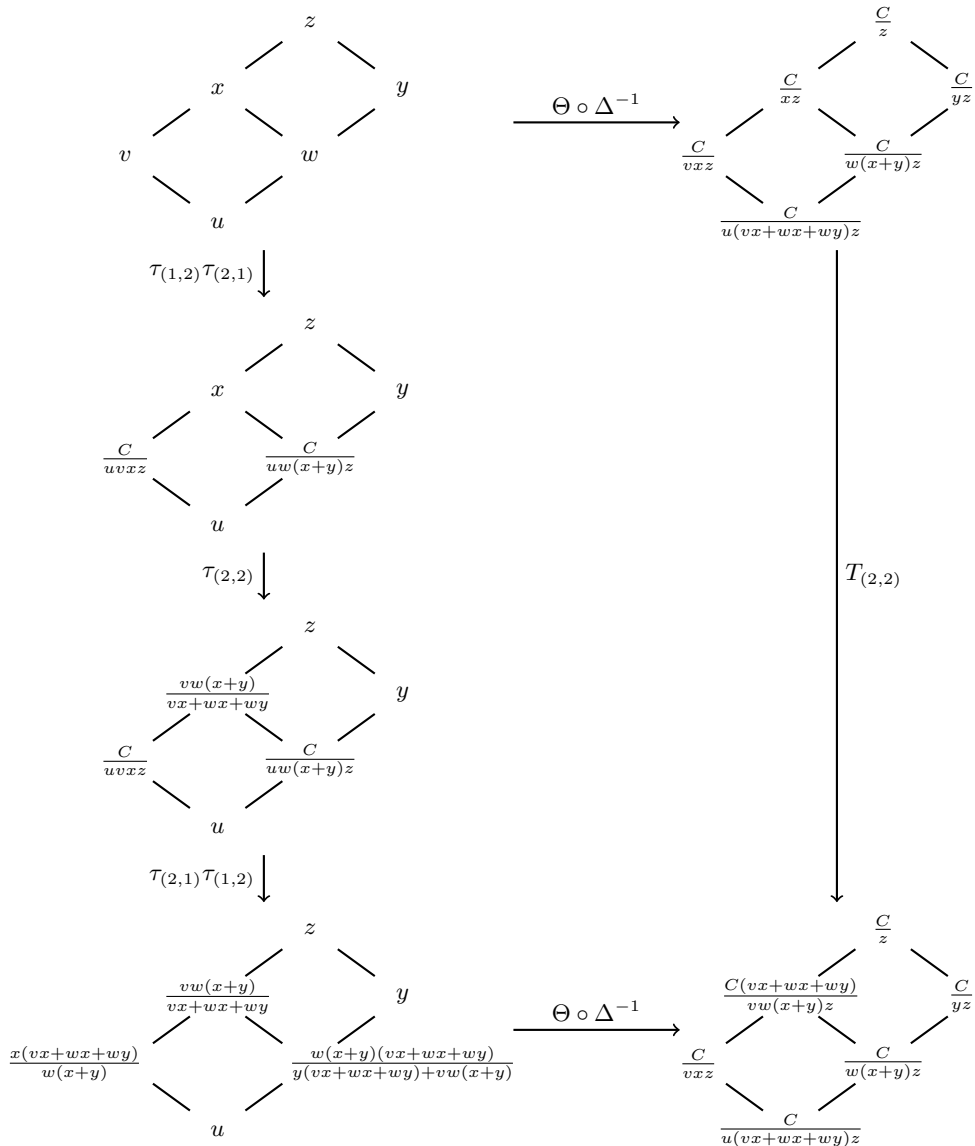 z C/z
x y C/(xz) C/(yz)
Θ ∘ Δ⁻¹
v w C/(vxz) C/(w(x+y)z)
u C/(u(vx+wx+wy)z)
τ_(1,2)τ_(2,1)
z
x y
C/(uvxz) C/(uw(x+y)z)
u
τ_(2,2) T_(2,2)
z
vw(x+y)/(vx+wx+wy) y
C/(uvxz) C/(uw(x+y)z)
u
τ_(2,1)τ_(1,2)
z C/z
vw(x+y)/(vx+wx+wy) y C(vx+wx+wy)/(vw(x+y)z) C/(yz)
Θ ∘ Δ⁻¹
x(vx+wx+wy)/(w(x+y)) w(x+y)(vx+wx+wy)/(y(vx+wx+wy)+vw(x+y)) C/(vxz) C/(w(x+y)z)
u C/(u(vx+wx+wy)z)